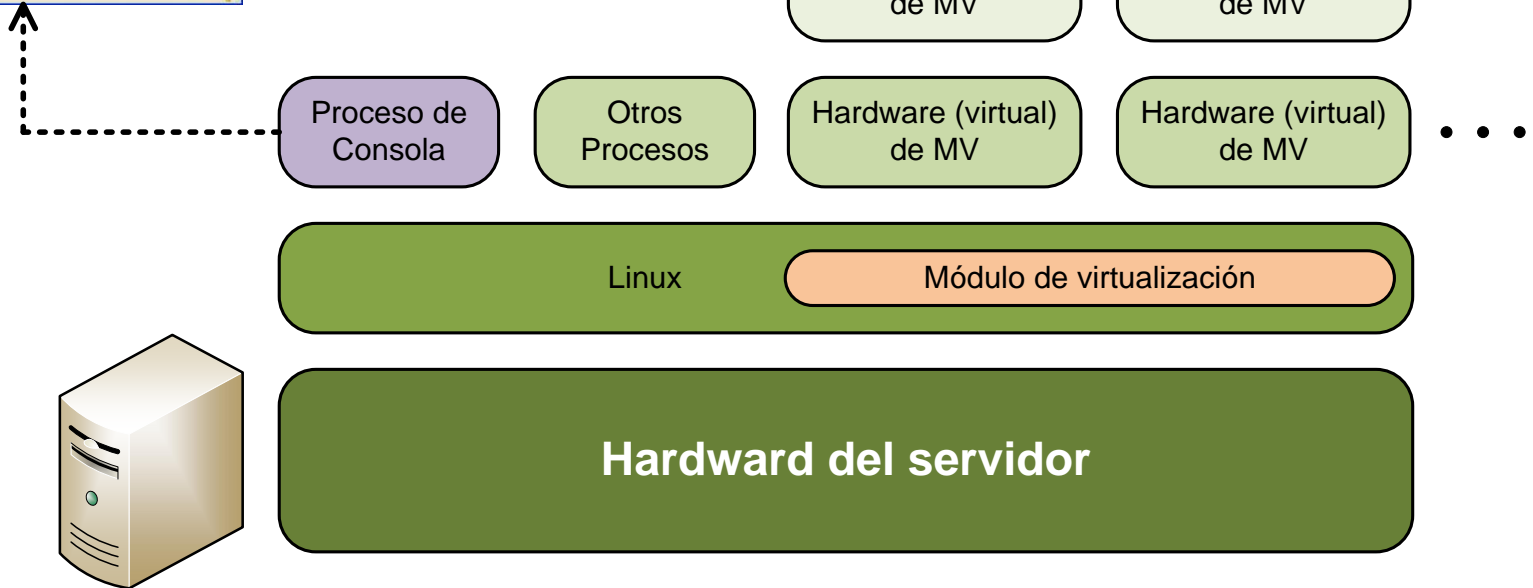 de MV
de MV
Proceso de
Consola
Otros
Procesos
Hardware (virtual)
de MV
Hardware (virtual)
de MV
Linux
Módulo de virtualización
Hardward del servidor